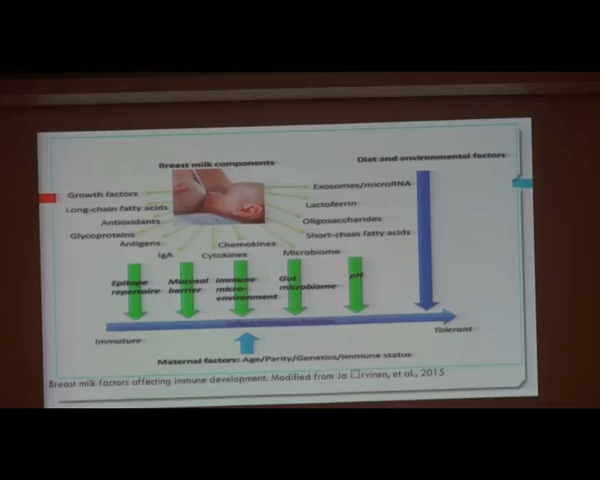 Breast milk components
Diet and environmental factors
Growth factors
Exosomes/microRNA
Long-chain fatty acids
Lactoferrin
Antioxidants
Oligosaccharides
Glycoproteins
Short-chain fatty acids
Antigens
Chemokines
IgA
Cytokines
Microbiome
Epitope
repertoire
Mucosal
barrier
Immune
micro-
environment
Gut
microbiome
pH
Immature
Tolerant
Maternal factors: Age/Parity/Genetics/Immune status
Breast milk factors affecting immune development. Modified from Ja □rvinen, et al., 2015